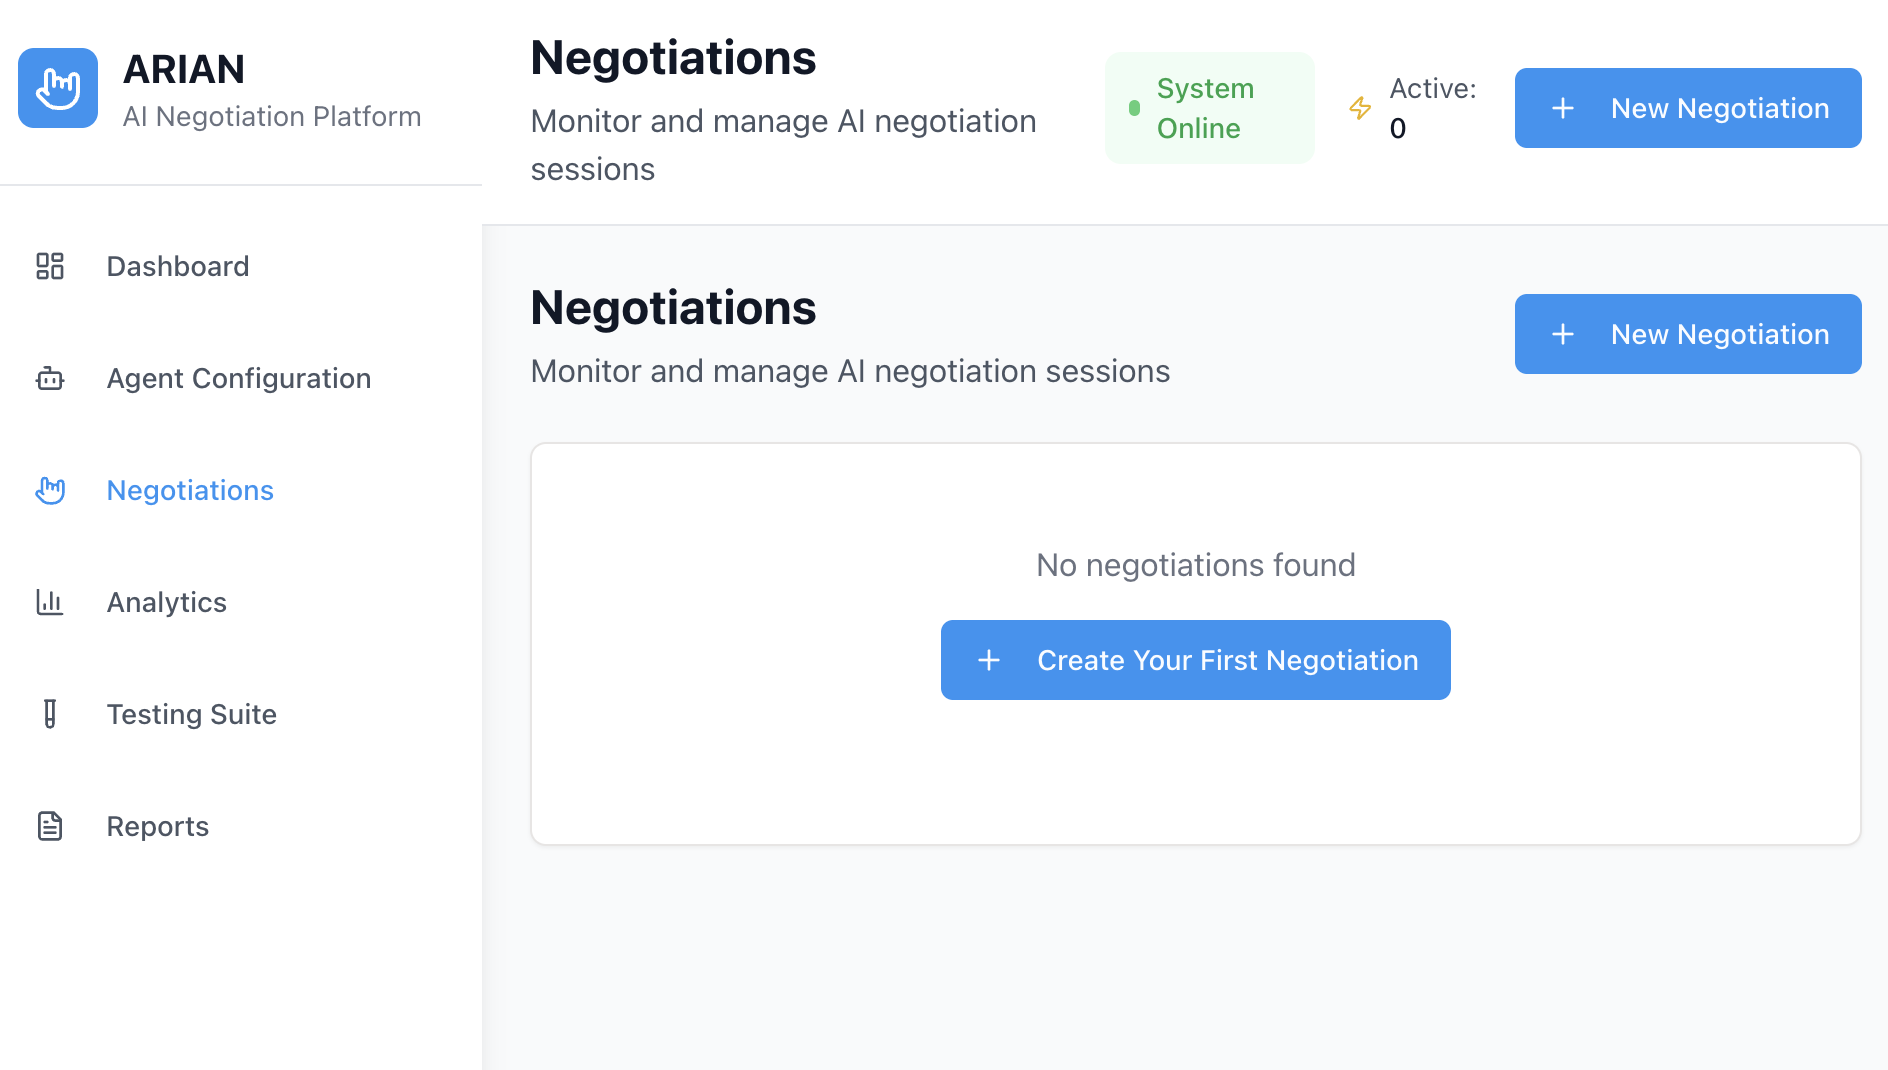 ARIAN
AI Negotiation Platform
Dashboard
Agent Configuration
Negotiations
Analytics
Testing Suite
Reports
Negotiations
Monitor and manage AI negotiation
sessions
System
Online
Active:
0
New Negotiation
Negotiations
Monitor and manage AI negotiation sessions
New Negotiation
No negotiations found
Create Your First Negotiation